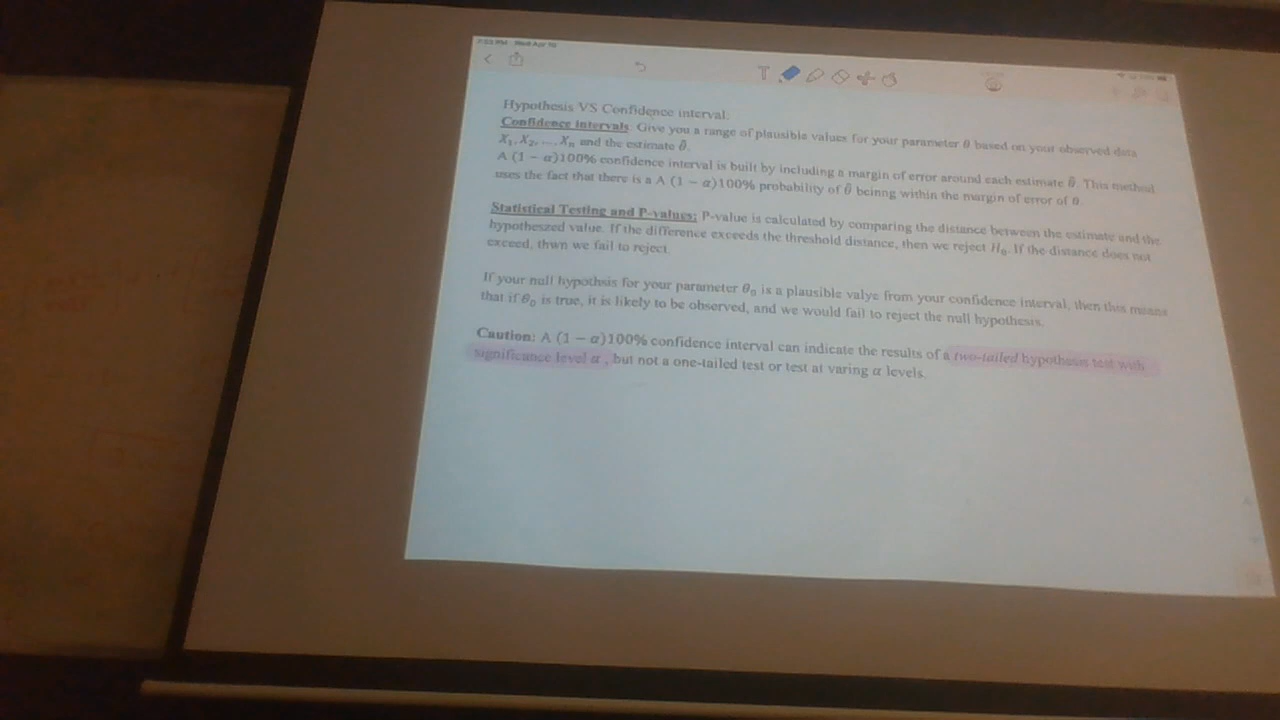 Wed Apr 10
T
Hypothesis VS Confidence interval:
Confidence intervals: Give you a range of plausible values for your parameter θ based on your observed data
X₁, X₂, ..., Xₙ and the estimate θ̂.
A (1 − α)100% confidence interval is built by including a margin of error around each estimate θ̂. This method
uses the fact that there is a A (1 − α)100% probability of θ̂ beinng within the margin of error of θ.
Statistical Testing and P-values: P-value is calculated by comparing the distance between the estimate and the
hypotheszed value. If the difference exceeds the threshold distance, then we reject H₀. If the distance does not
exceed, thwn we fail to reject.
If your null hypothsis for your parameter θ₀ is a plausible valye from your confidence interval, then this means
that if θ₀ is true, it is likely to be observed, and we would fail to reject the null hypothesis.
Caution: A (1 − α)100% confidence interval can indicate the results of a two-tailed hypothesis test with
significance level α , but not a one-tailed test or test at varing α levels.